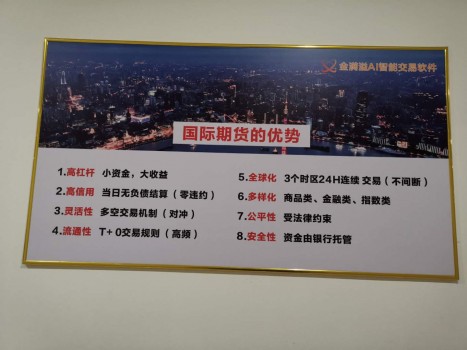 金满溢AI智能交易软件
国际期货的优势
1.高杠杆 小资金，大收益
2.高信用 当日无负债结算（零违约）
3.灵活性 多空交易机制（对冲）
4.流通性 T+0交易规则（高频）
5.全球化 3个时区24H连续 交易（不间断）
6.多样化 商品类、金融类、指数类
7.公平性 受法律约束
8.安全性 资金由银行托管